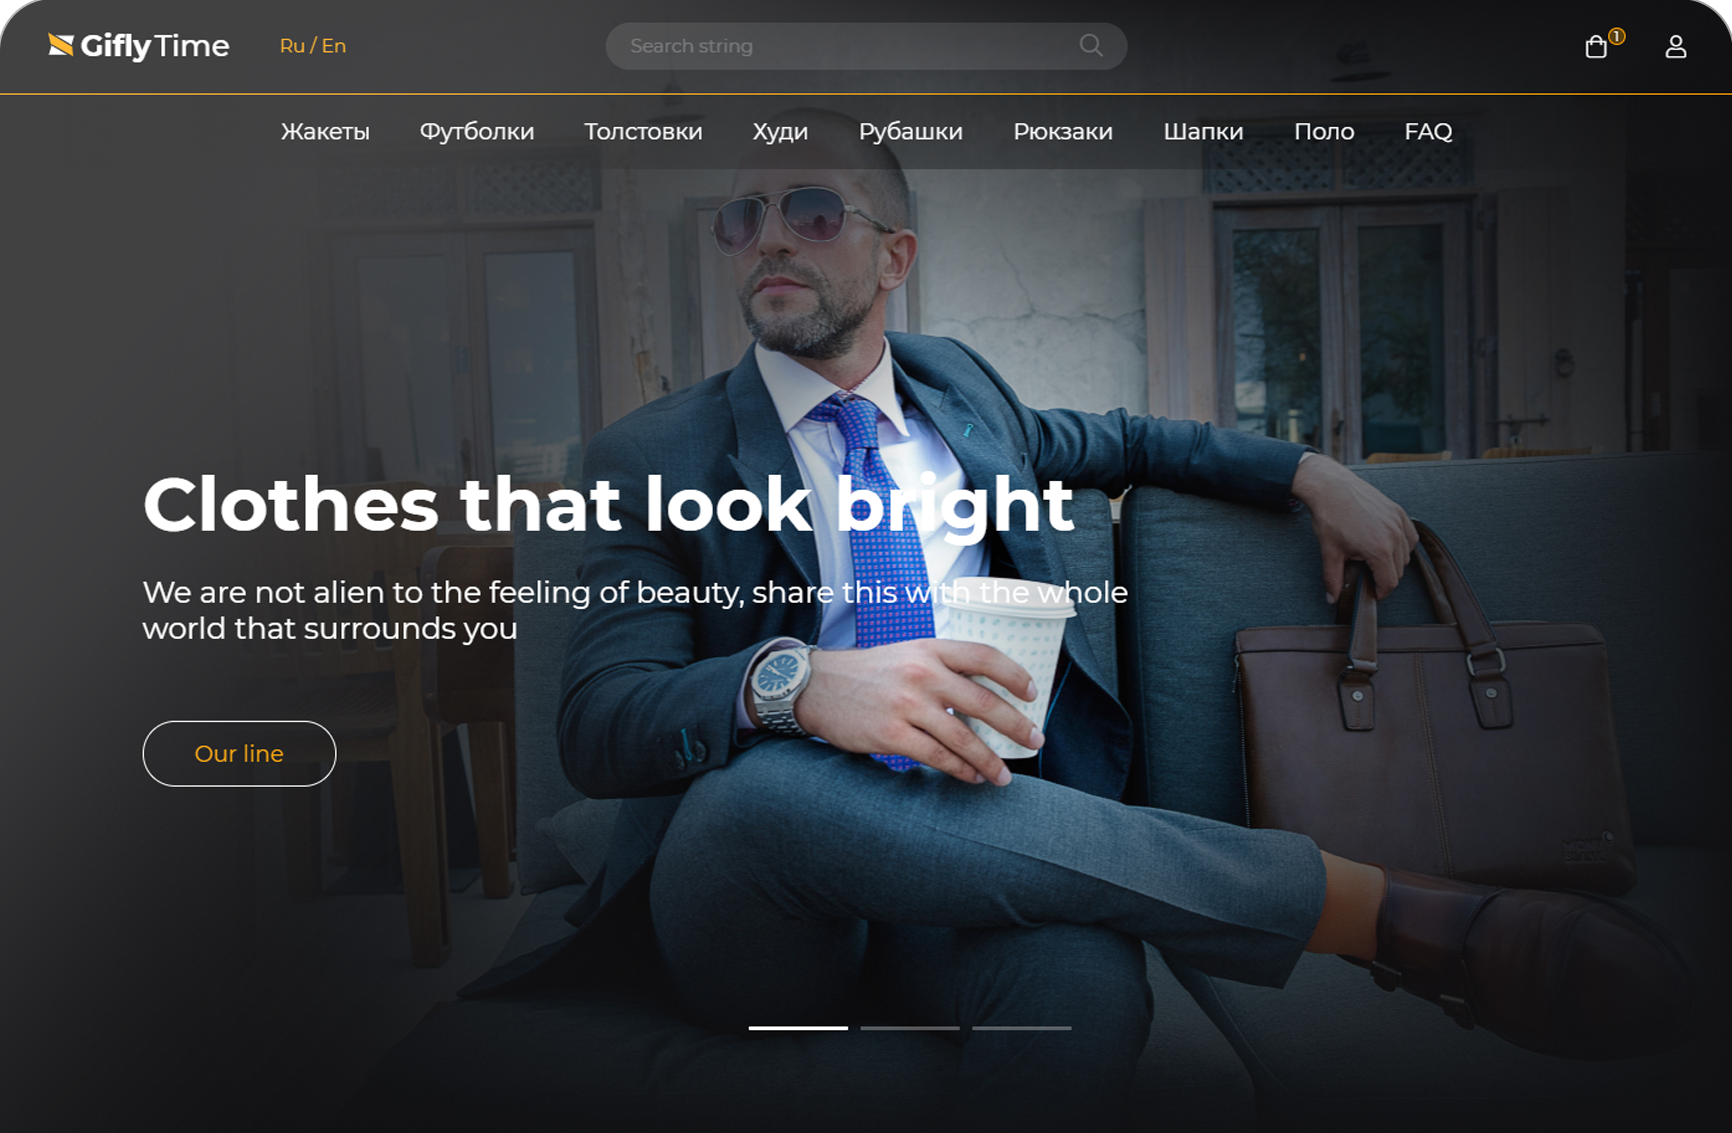 GiflyTime
Ru / En
Search string
1
Жакеты Футболки Толстовки Худи Рубашки Рюкзаки Шапки Поло FAQ
Clothes that look bright
We are not alien to the feeling of beauty, share this with the whole
world that surrounds you
Our line